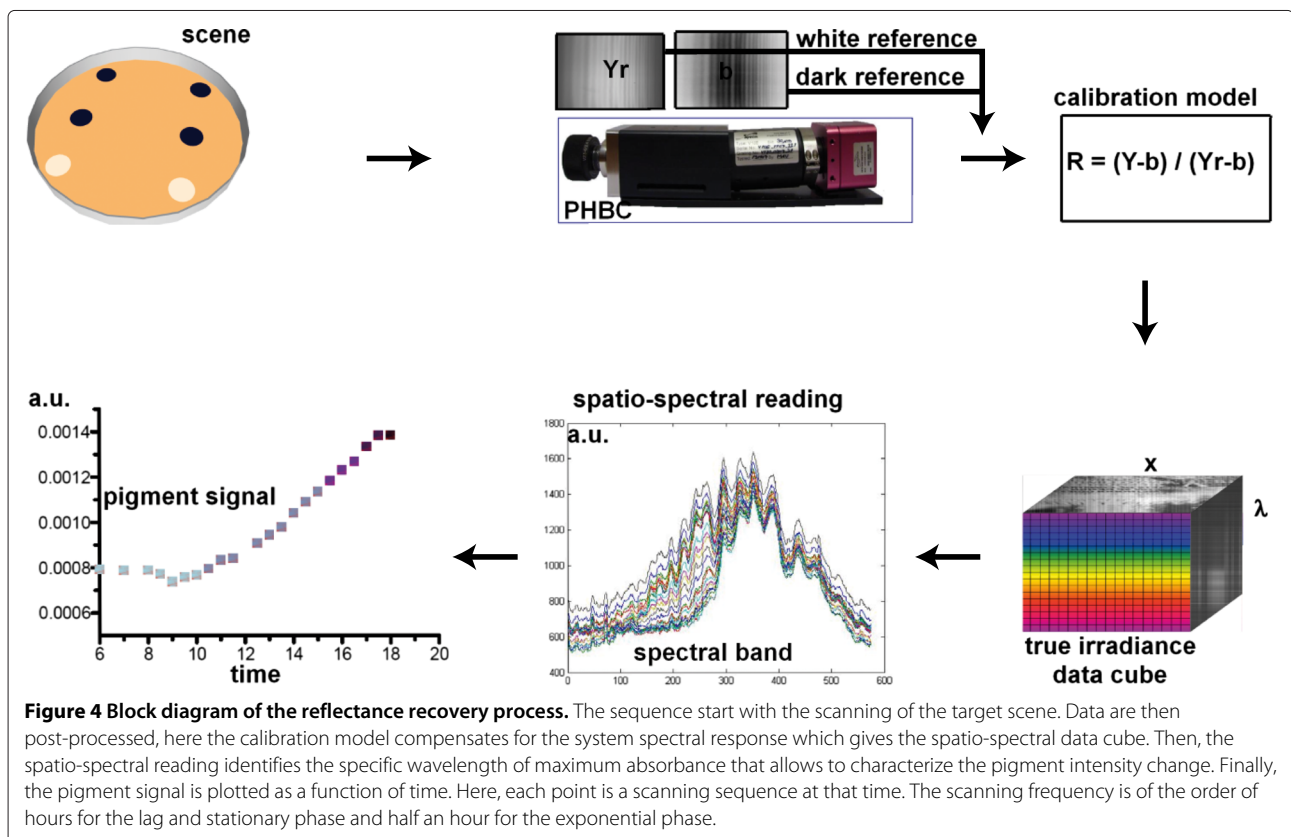 scene
white reference
Yr
b
dark reference
calibration model
R = (Y-b) / (Yr-b)
PHBC
a.u.
0.0014
0.0012
0.0010
0.0008
0.0006
pigment signal
6 8 10 12 14 16 18 20
time
spatio-spectral reading
1800
a.u.
1600
1400
1200
1000
800
600
400
spectral band
0 100 200 300 400 500 600
x
λ
true irradiance
data cube
Figure 4 Block diagram of the reflectance recovery process. The sequence start with the scanning of the target scene. Data are then
post-processed, here the calibration model compensates for the system spectral response which gives the spatio-spectral data cube. Then, the
spatio-spectral reading identifies the specific wavelength of maximum absorbance that allows to characterize the pigment intensity change. Finally,
the pigment signal is plotted as a function of time. Here, each point is a scanning sequence at that time. The scanning frequency is of the order of
hours for the lag and stationary phase and half an hour for the exponential phase.